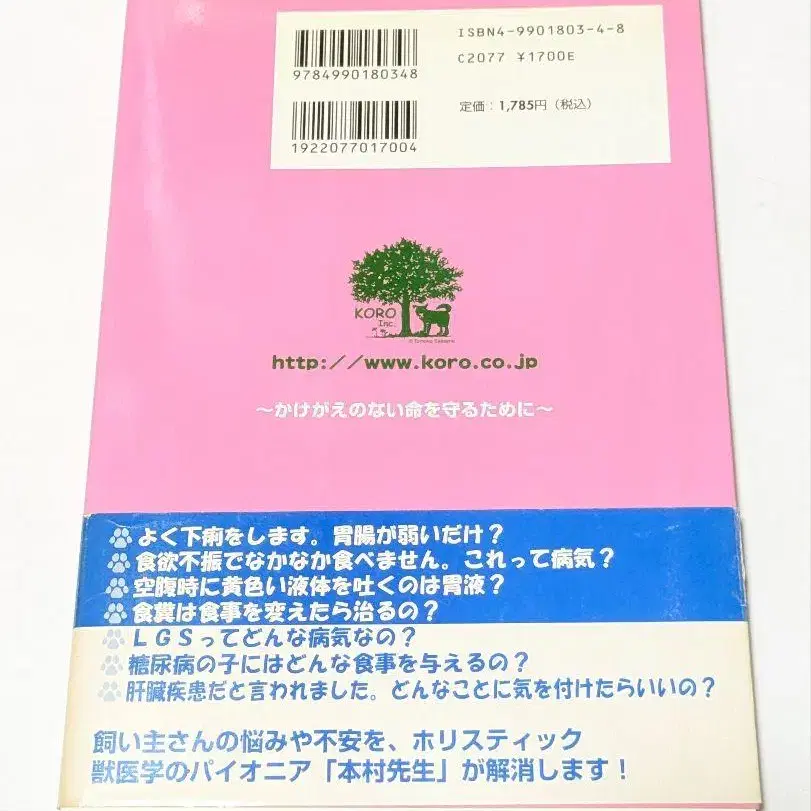 ISBN4-9901803-4-8
9784990180348
C2077 ¥1700E
定価：1,785円（税込）
1922077017004
KORO
Inc.
http://www.koro.co.jp
～かけがえのない命を守るために～
よく下痢をします。胃腸が弱いだけ？
食欲不振でなかなか食べません。これって病気？
空腹時に黄色い液体を吐くのは胃液？
食糞は食事を変えたら治るの？
LGSってどんな病気なの？
糖尿病の子にはどんな食事を与えるの？
肝臓疾患だと言われました。どんなことに気を付けたらいいの？
飼い主さんの悩みや不安を、ホリスティック
獣医学のパイオニア「本村先生」が解消します！